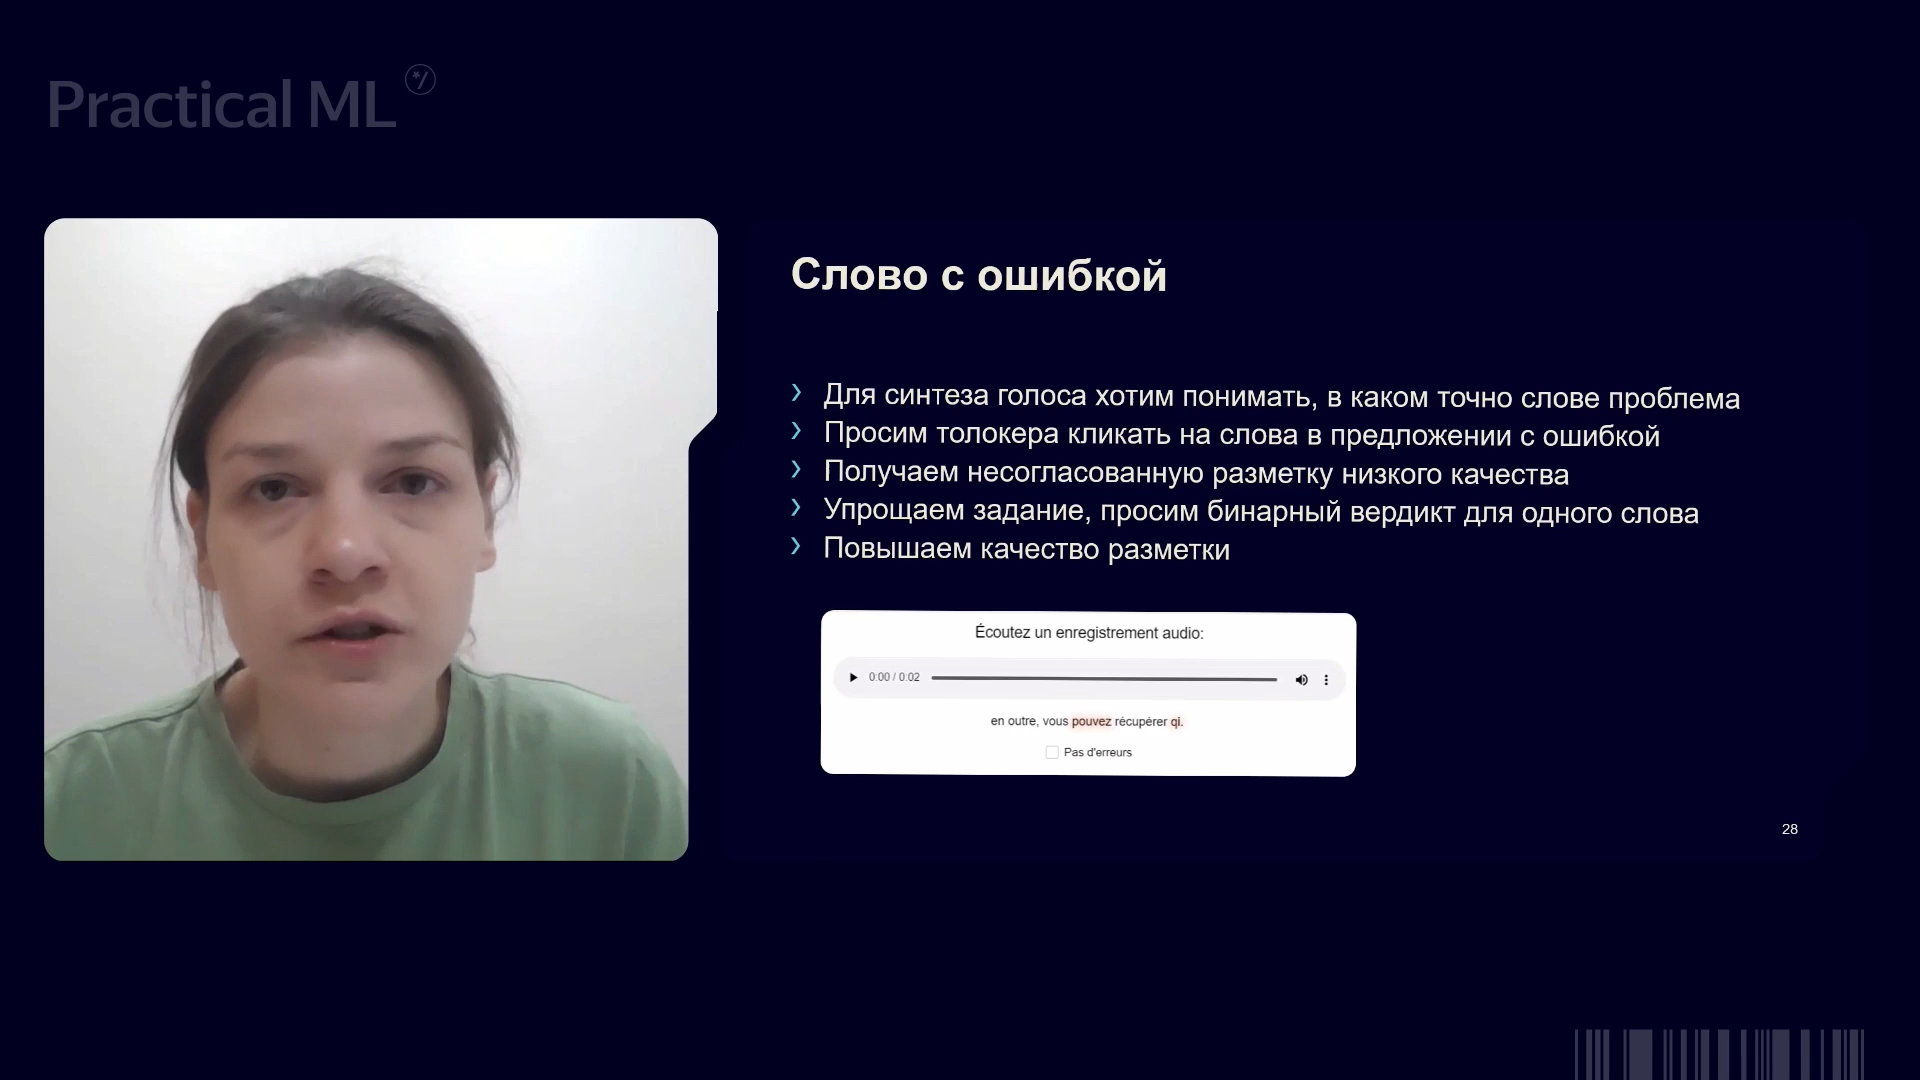 Practical ML
Слово с ошибкой
Для синтеза голоса хотим понимать, в каком точно слове проблема
Просим толокера кликать на слова в предложении с ошибкой
Получаем несогласованную разметку низкого качества
Упрощаем задание, просим бинарный вердикт для одного слова
Повышаем качество разметки
Écoutez un enregistrement audio:
0:00 / 0:02
en outre, vous pouvez récupérer qi.
Pas d'erreurs
28